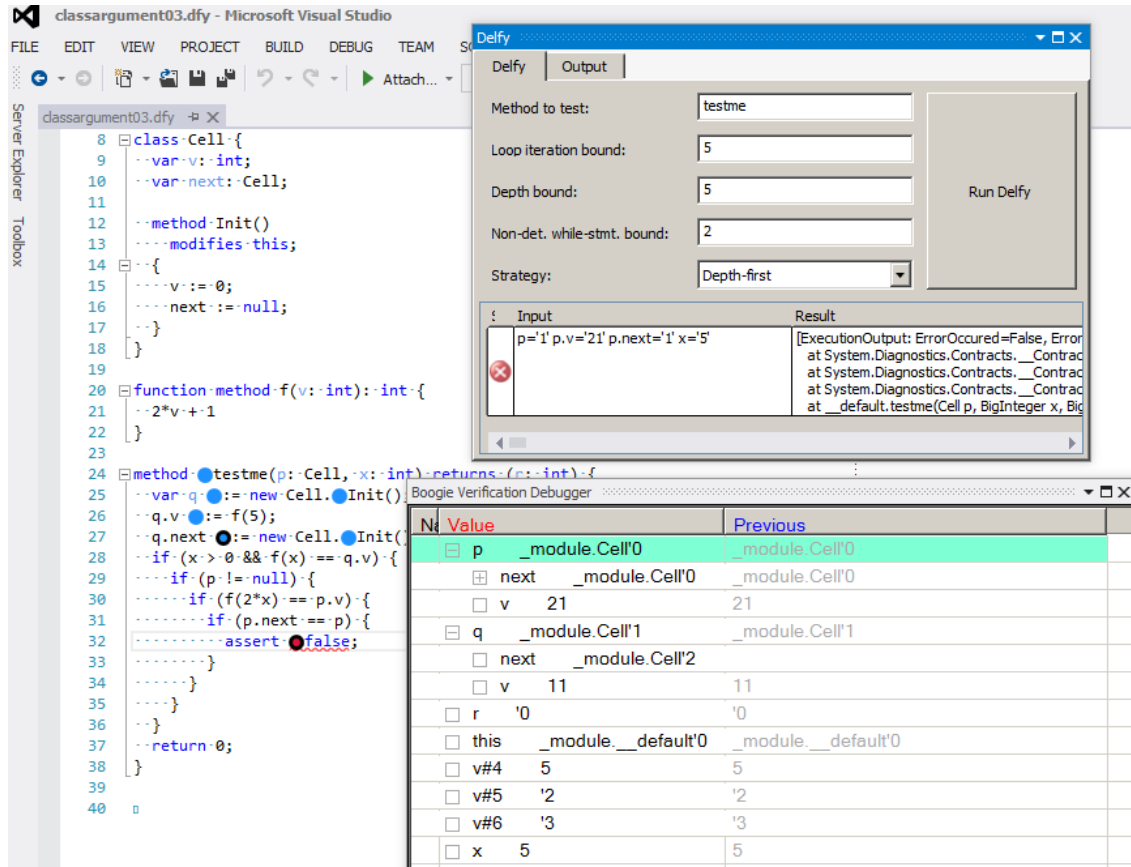 classargument03.dfy - Microsoft Visual Studio
FILE EDIT VIEW PROJECT BUILD DEBUG TEAM
Attach...
Server Explorer
Toolbox
classargument03.dfy
8 class Cell {
9 var v: int;
10 var next: Cell;
11
12 method Init()
13 modifies this;
14 {
15 v := 0;
16 next := null;
17 }
18 }
19
20 function method f(v: int): int {
21 2*v + 1
22 }
23
24 method testme(p: Cell, x: int) returns (r: int) {
25 var q := new Cell.Init()
26 q.v := f(5);
27 q.next := new Cell.Init()
28 if (x > 0 && f(x) == q.v) {
29 if (p != null) {
30 if (f(2*x) == p.v) {
31 if (p.next == p) {
32 assert false;
33 }
34 }
35 }
36 }
37 return 0;
38 }
39
40
Delfy
Delfy Output
Method to test: testme
Loop iteration bound: 5
Depth bound: 5
Non-det. while-stmt. bound: 2
Strategy: Depth-first
Run Delfy
Input Result
p='1' p.v='21' p.next='1' x='5' [ExecutionOutput: ErrorOccured=False, Error
at System.Diagnostics.Contracts.__Contrac
at System.Diagnostics.Contracts.__Contrac
at System.Diagnostics.Contracts.__Contrac
at __default.testme(Cell p, BigInteger x, Big
Boogie Verification Debugger
Value Previous
p _module.Cell'0 _module.Cell'0
next _module.Cell'0 _module.Cell'0
v 21 21
q _module.Cell'1 _module.Cell'1
next _module.Cell'2
v 11 11
r '0 '0
this _module.__default'0 _module.__default'0
v#4 5 5
v#5 '2 '2
v#6 '3 '3
x 5 5